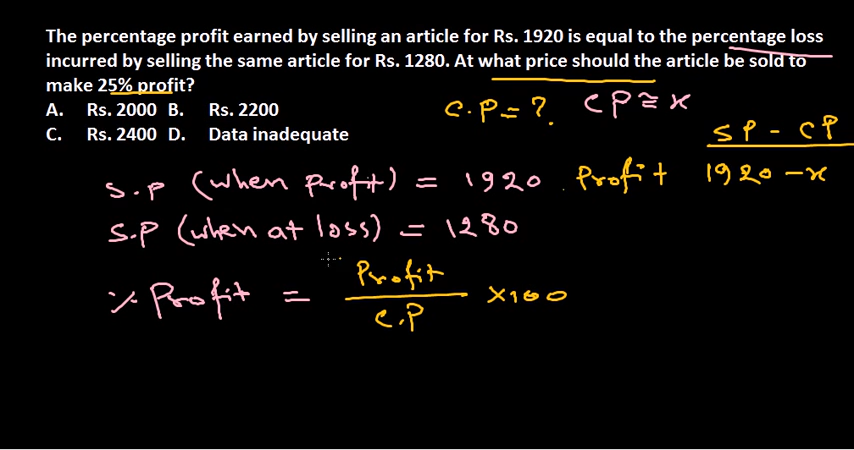 The percentage profit earned by selling an article for Rs. 1920 is equal to the percentage loss
incurred by selling the same article for Rs. 1280. At what price should the article be sold to
make 25% profit?
A. Rs. 2000 B. Rs. 2200
C. Rs. 2400 D. Data inadequate
C.P = ? CP ≅ x
SP - CP
S.P (when Profit) = 1920. Profit 1920 - x
S.P (when at loss) = 1280
% Profit = Profit / C.P × 100